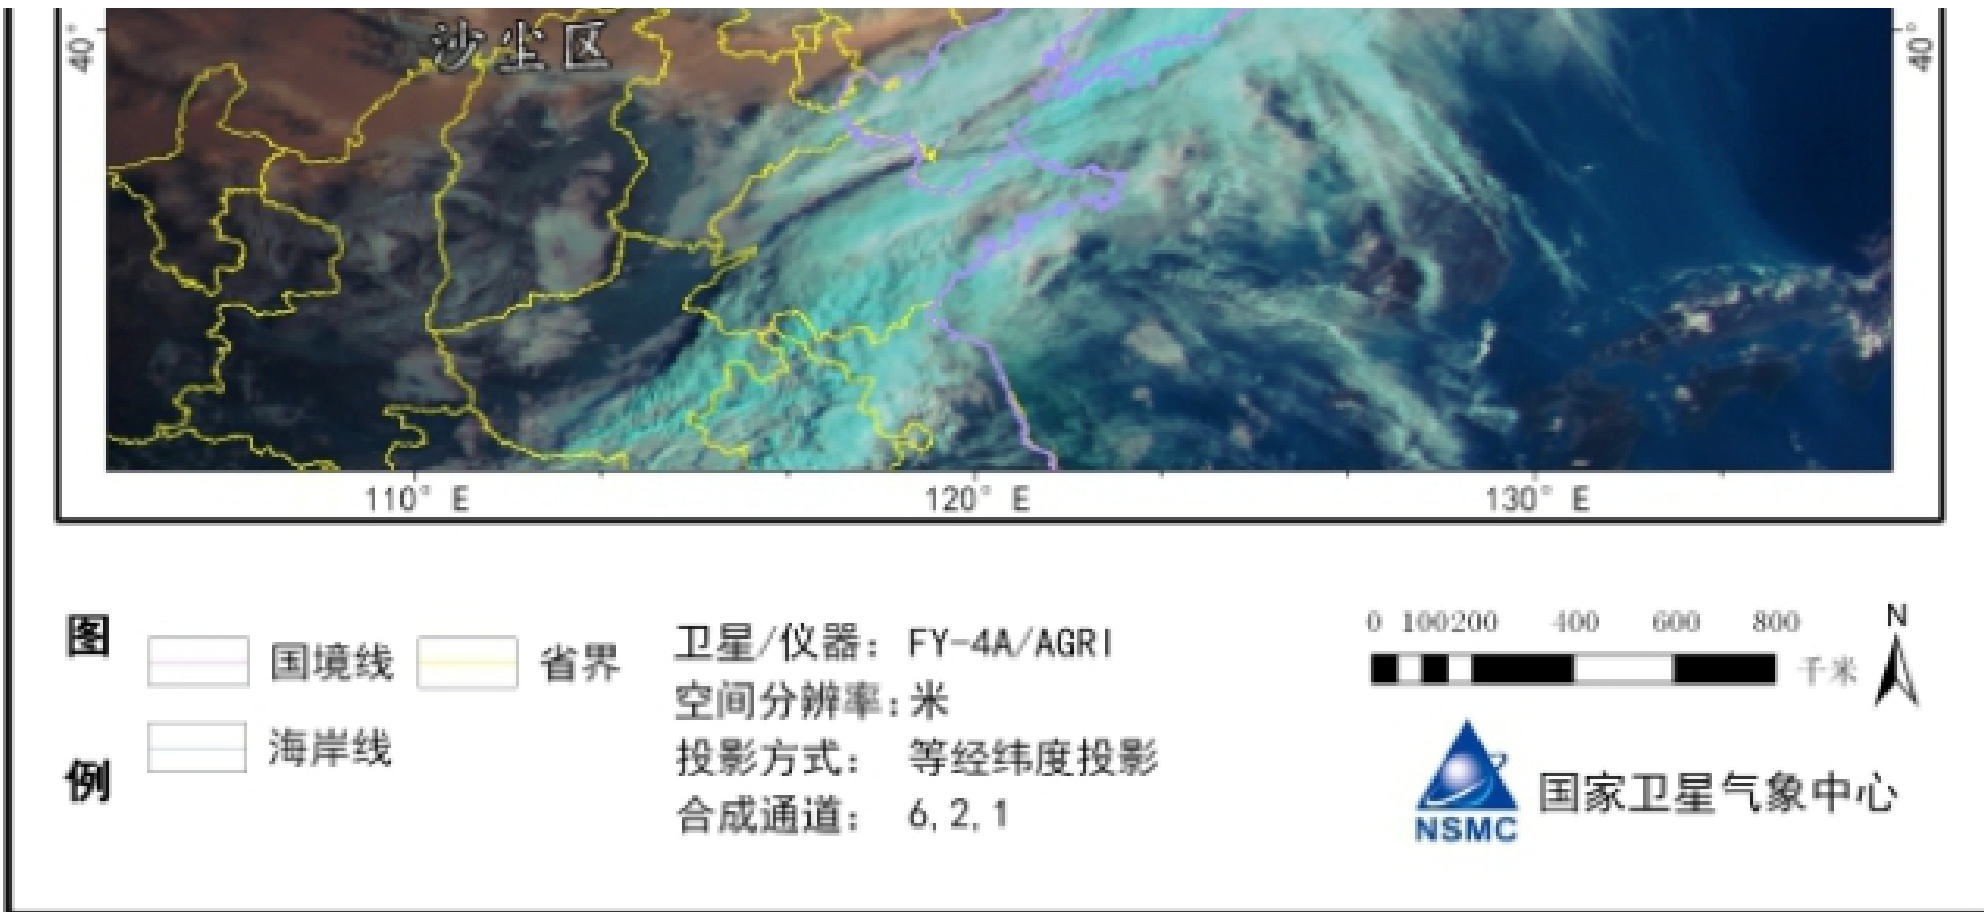 沙尘区
40°
40°
110° E
120° E
130° E
图例
国境线
省界
海岸线
卫星/仪器: FY-4A/AGRI
空间分辨率:米
投影方式: 等经纬度投影
合成通道: 6,2,1
0 100 200 400 600 800
千米
N
NSMC
国家卫星气象中心